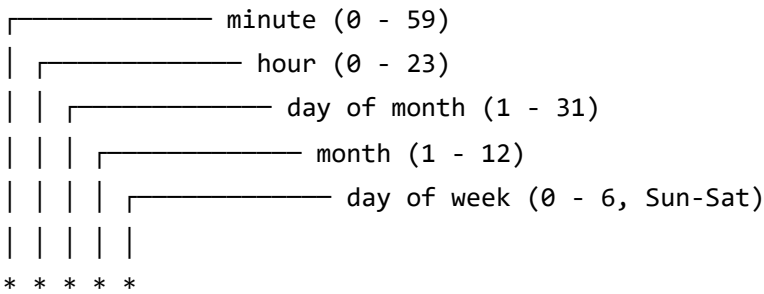 ┌───────────── minute (0 - 59)
│ ┌───────────── hour (0 - 23)
│ │ ┌───────────── day of month (1 - 31)
│ │ │ ┌───────────── month (1 - 12)
│ │ │ │ ┌───────────── day of week (0 - 6, Sun-Sat)
│ │ │ │ │
* * * * *